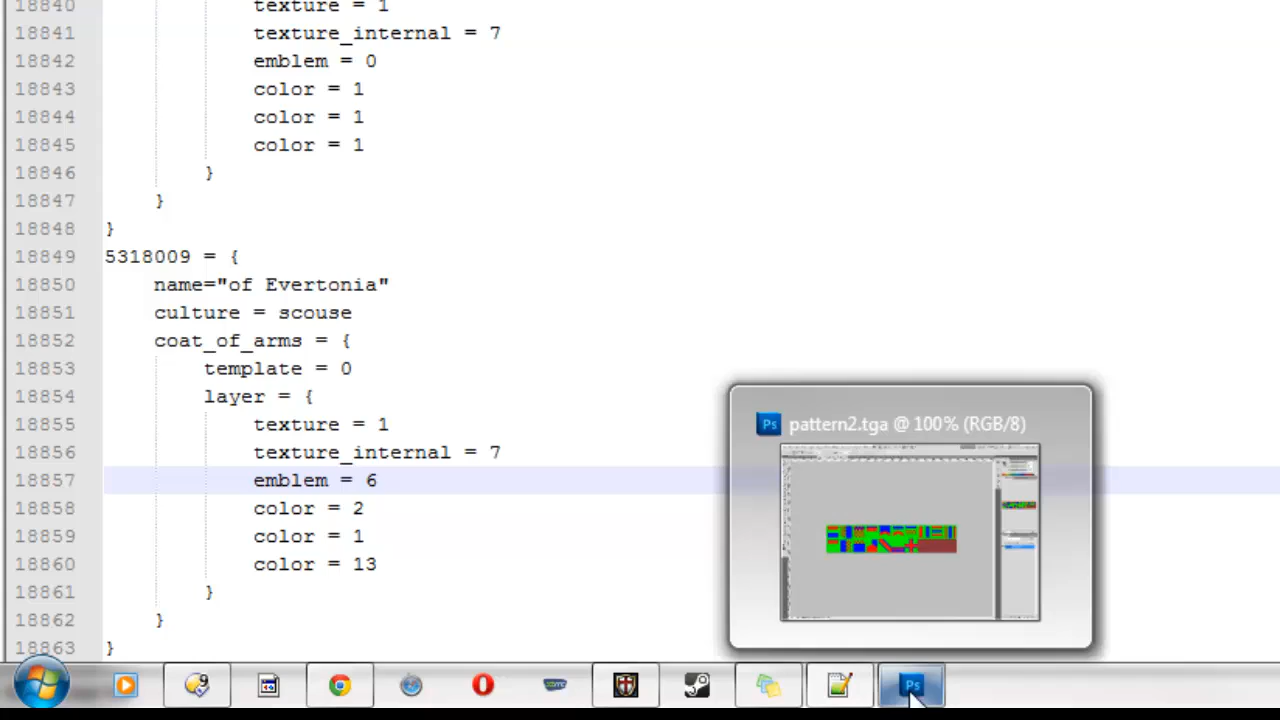 18840 texture = 1
18841 texture_internal = 7
18842 emblem = 0
18843 color = 1
18844 color = 1
18845 color = 1
18846 }
18847 }
18848 }
18849 5318009 = {
18850 name="of Evertonia"
18851 culture = scouse
18852 coat_of_arms = {
18853 template = 0
18854 layer = {
18855 texture = 1
18856 texture_internal = 7
18857 emblem = 6
18858 color = 2
18859 color = 1
18860 color = 13
18861 }
18862 }
18863 }
Ps pattern2.tga @ 100% (RGB/8)
Ps